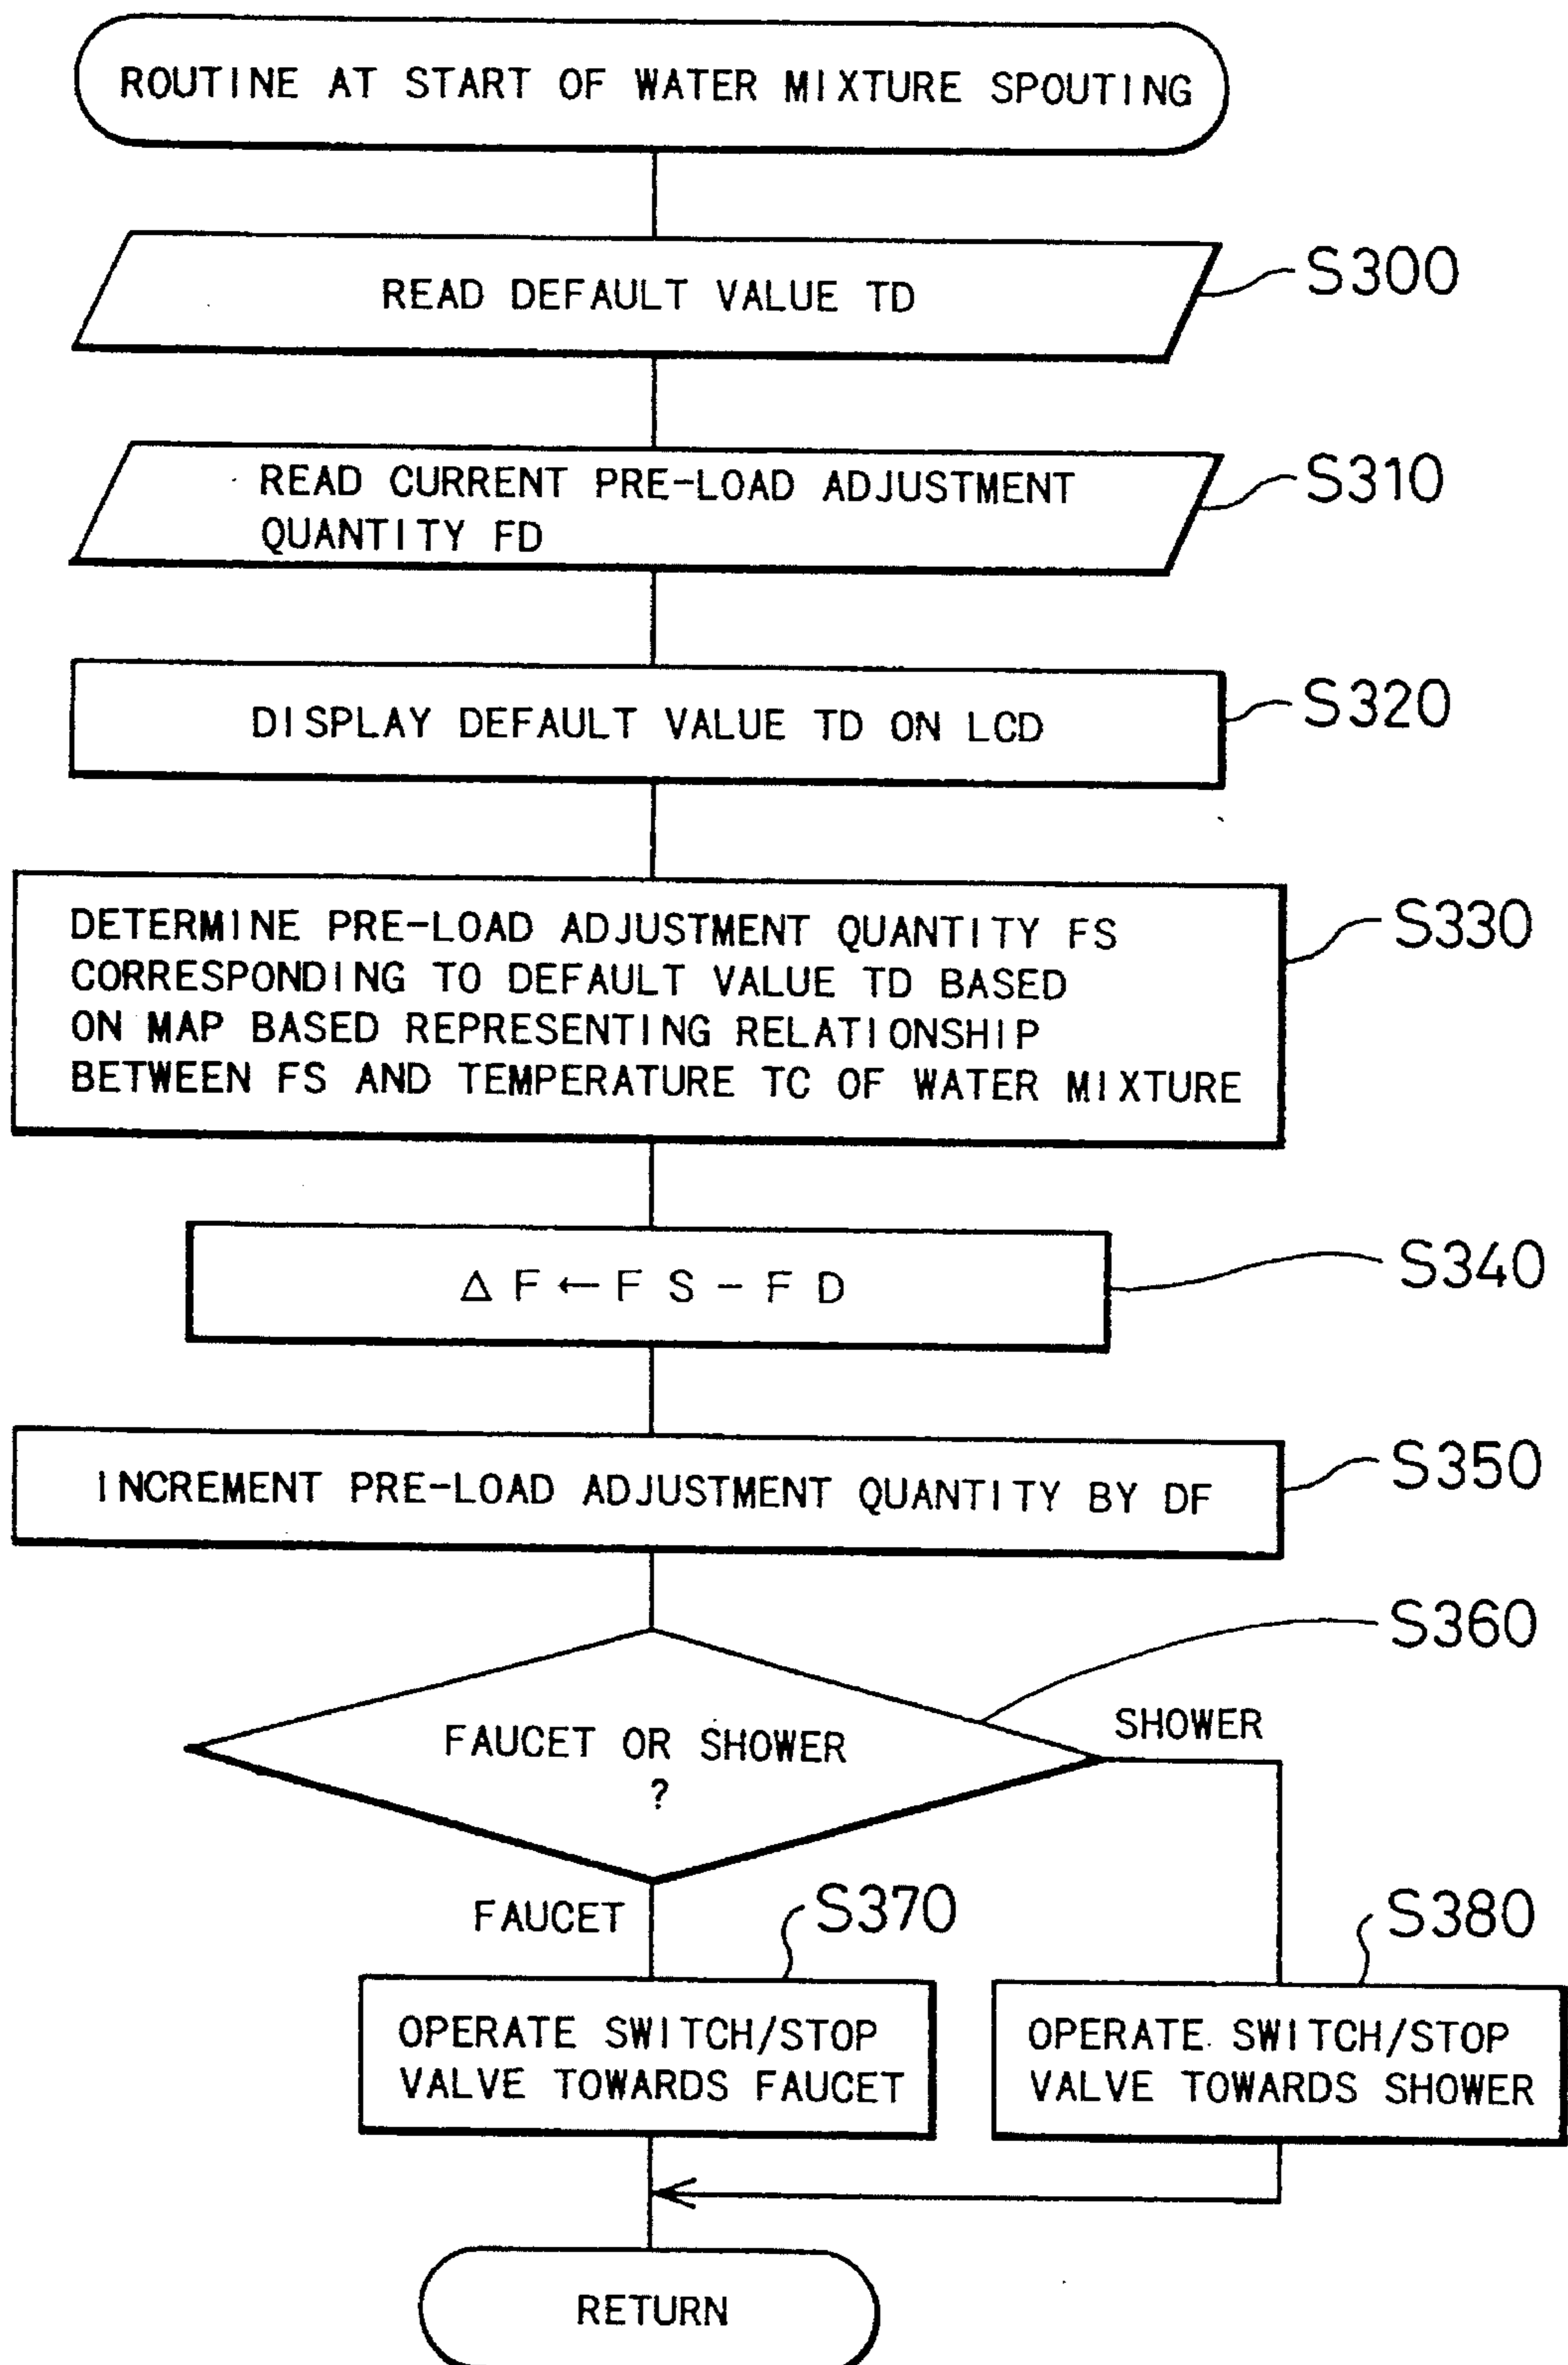 ROUTINE AT START OF WATER MIXTURE SPOUTING
READ DEFAULT VALUE TD
S300
READ CURRENT PRE-LOAD ADJUSTMENT
QUANTITY FD
S310
DISPLAY DEFAULT VALUE TD ON LCD
S320
DETERMINE PRE-LOAD ADJUSTMENT QUANTITY FS
CORRESPONDING TO DEFAULT VALUE TD BASED
ON MAP BASED REPRESENTING RELATIONSHIP
BETWEEN FS AND TEMPERATURE TC OF WATER MIXTURE
S330
Δ F ← F S − F D
S340
INCREMENT PRE-LOAD ADJUSTMENT QUANTITY BY DF
S350
S360
FAUCET OR SHOWER
?
SHOWER
FAUCET
S370
S380
OPERATE SWITCH/STOP
VALVE TOWARDS FAUCET
OPERATE SWITCH/STOP
VALVE TOWARDS SHOWER
RETURN